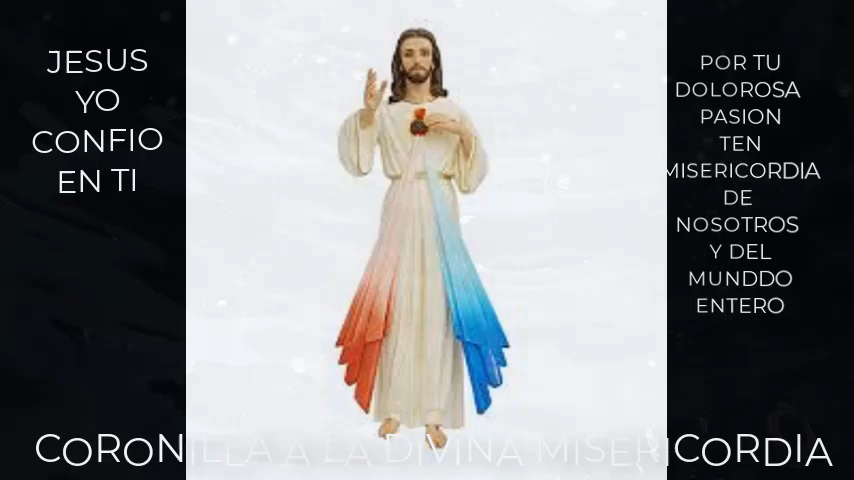 JESUS
YO
CONFIO
EN TI
POR TU
DOLOROSA
PASION
TEN
MISERICORDIA
DE
NOSOTROS
Y DEL
MUNDDO
ENTERO
CORONILLA A LA DIVINA MISERICORDIA